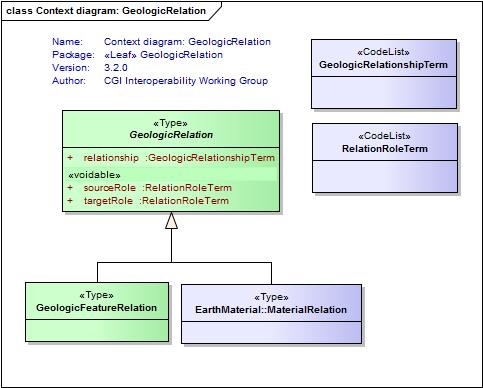 class Context diagram: GeologicRelation
Name: Context diagram: GeologicRelation
Package: «Leaf» GeologicRelation
Version: 3.2.0
Author: CGI Interoperability Working Group
«CodeList»
GeologicRelationshipTerm
«CodeList»
RelationRoleTerm
«Type»
GeologicRelation
+ relationship :GeologicRelationshipTerm
«voidable»
+ sourceRole :RelationRoleTerm
+ targetRole :RelationRoleTerm
«Type»
GeologicFeatureRelation
«Type»
EarthMaterial::MaterialRelation